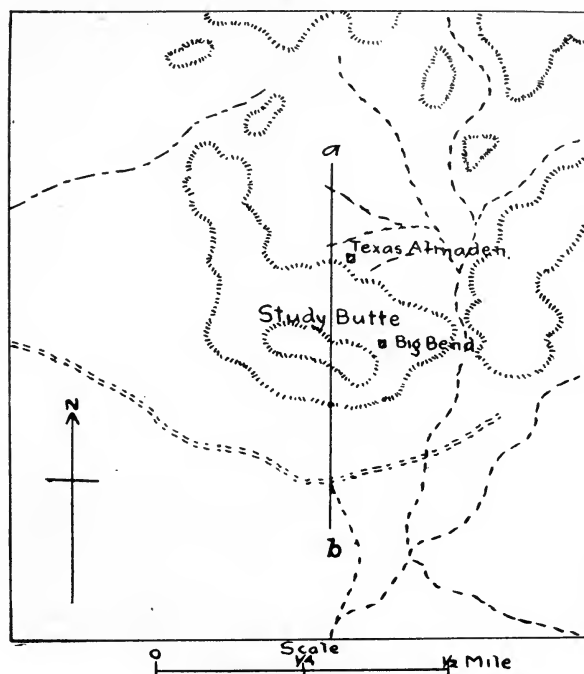 a
Texas Almaden
Study Butte
Big Bend
N
b
Scale
0 1/4 1/2 Mile